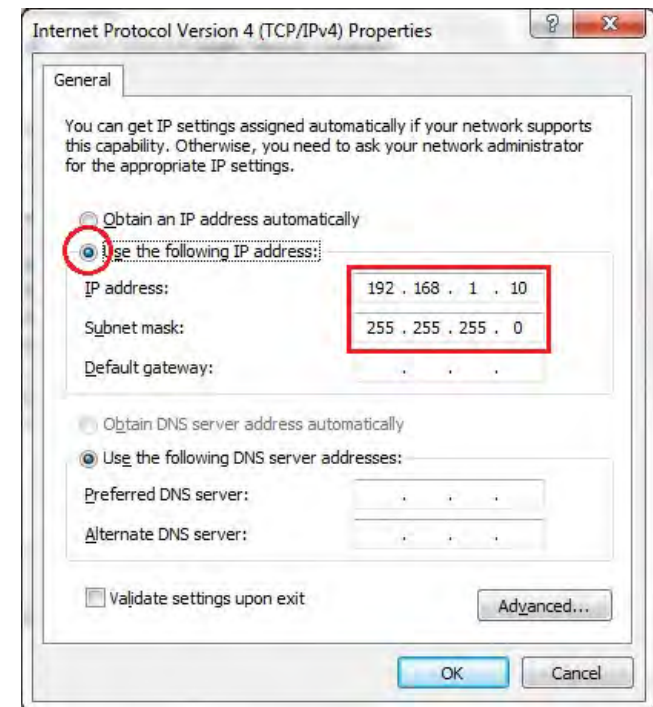 Internet Protocol Version 4 (TCP/IPv4) Properties
General
You can get IP settings assigned automatically if your network supports
this capability. Otherwise, you need to ask your network administrator
for the appropriate IP settings.
Obtain an IP address automatically
Use the following IP address:
IP address: 192 . 168 . 1 . 10
Subnet mask: 255 . 255 . 255 . 0
Default gateway: . . .
Obtain DNS server address automatically
Use the following DNS server addresses:
Preferred DNS server: . . .
Alternate DNS server: . . .
Validate settings upon exit
Advanced...
OK Cancel